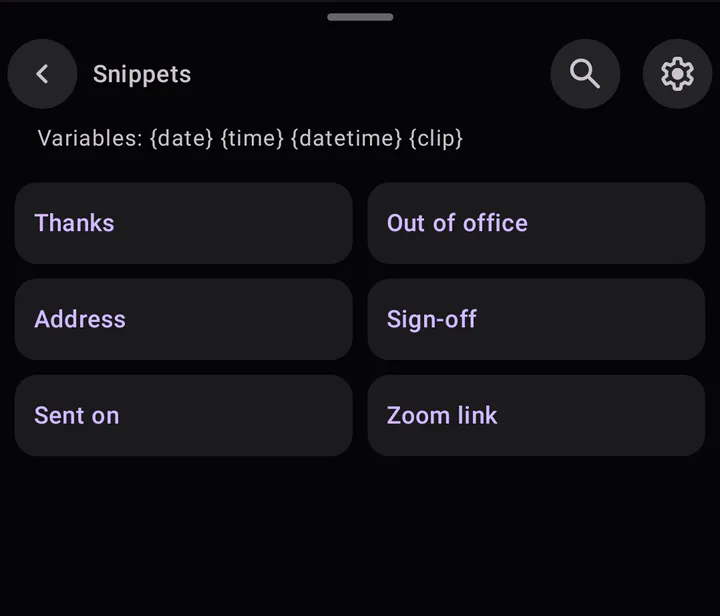 Snippets
Variables: {date} {time} {datetime} {clip}
Thanks
Out of office
Address
Sign-off
Sent on
Zoom link